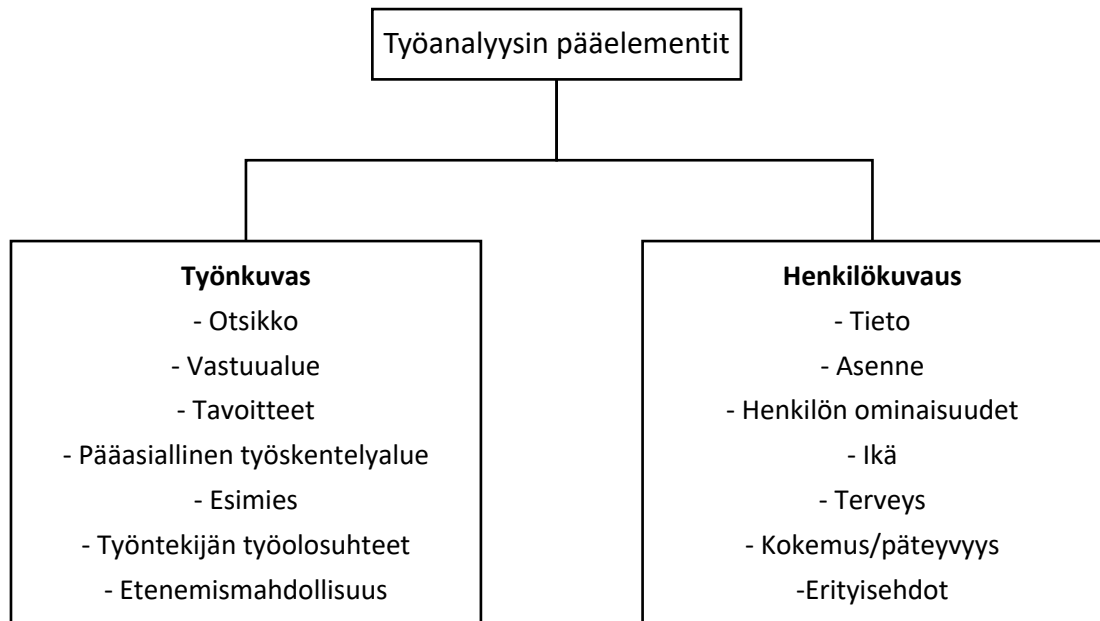 Työanalyysin pääelementit
Työnkuvas
- Otsikko
- Vastuualue
- Tavoitteet
- Pääasiallinen työskentelyalue
- Esimies
- Työntekijän työolosuhteet
- Etenemismahdollisuus
Henkilökuvaus
- Tieto
- Asenne
- Henkilön ominaisuudet
- Ikä
- Terveys
- Kokemus/päteyvyys
-Erityisehdot